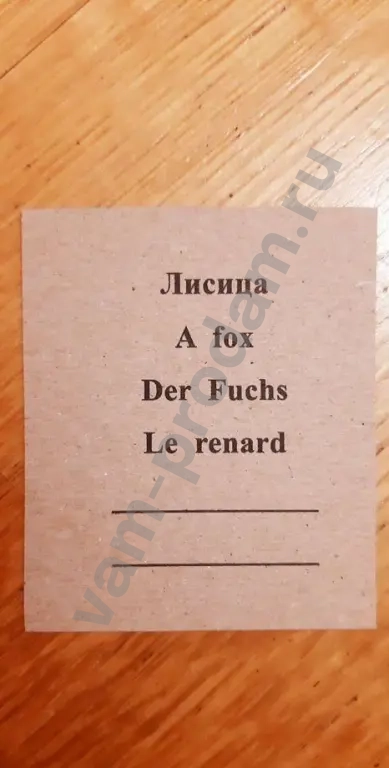 Лисица
A fox
Der Fuchs
Le renard
vam-prodam.ru